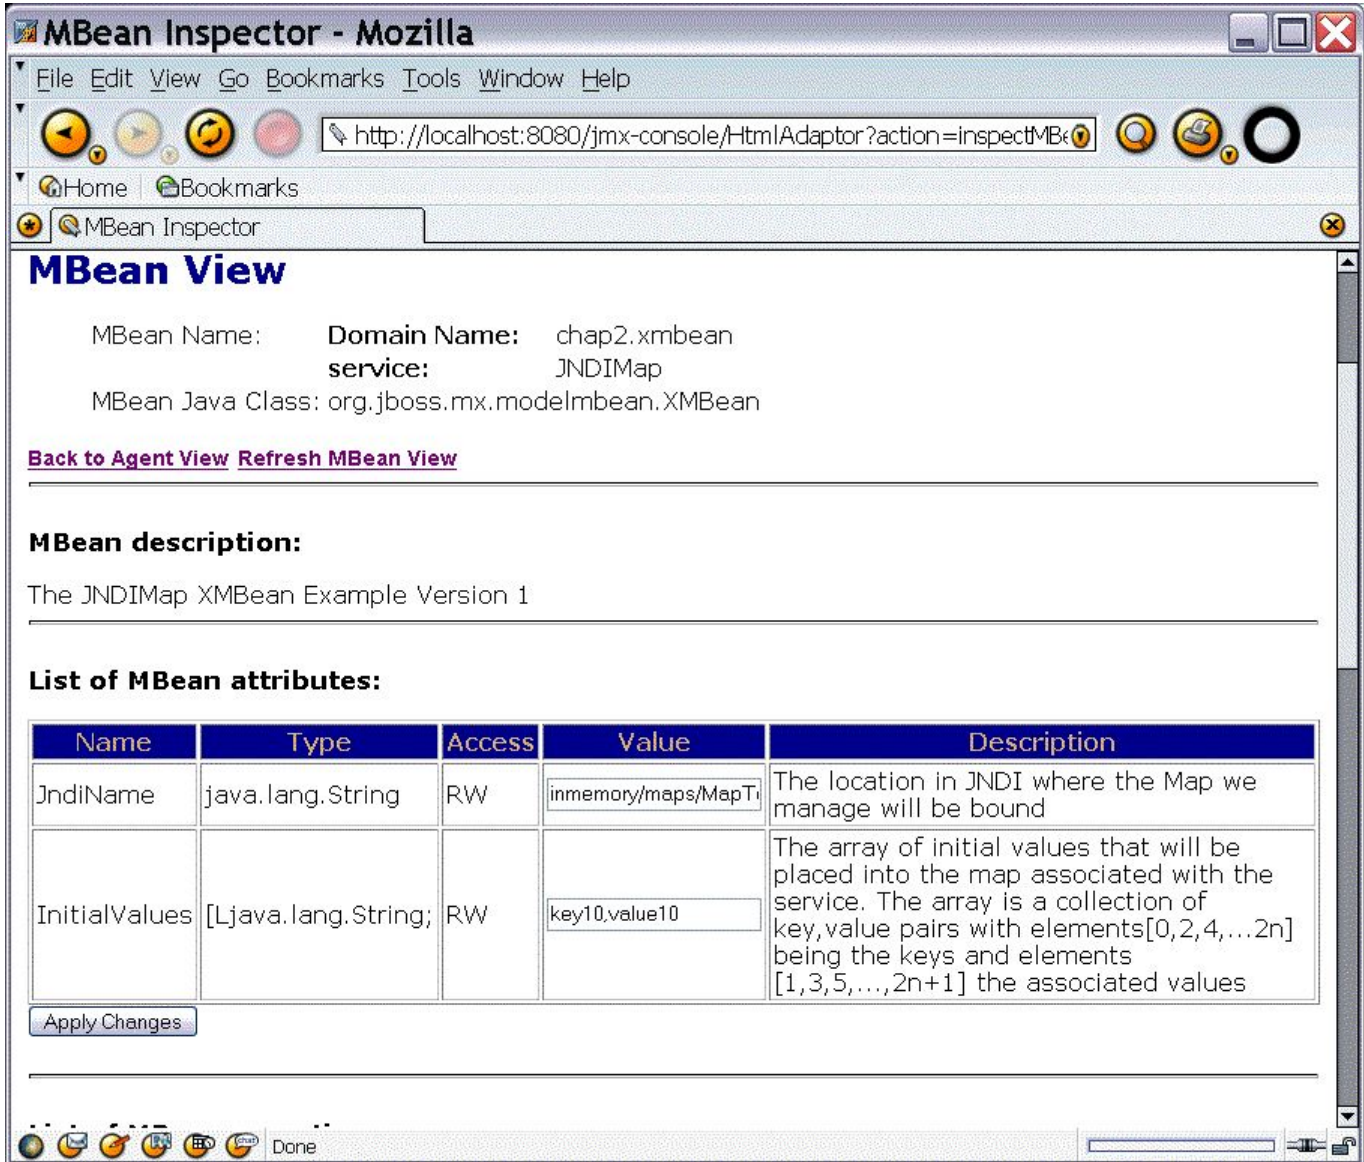 MBean Inspector - Mozilla
File Edit View Go Bookmarks Tools Window Help
http://localhost:8080/jmx-console/HtmlAdaptor?action=inspectMBe
Home Bookmarks
MBean Inspector
MBean View
MBean Name: Domain Name: chap2.xmbean
service: JNDIMap
MBean Java Class: org.jboss.mx.modelmbean.XMBean
Back to Agent View Refresh MBean View
MBean description:
The JNDIMap XMBean Example Version 1
List of MBean attributes:
Name Type Access Value Description
JndiName java.lang.String RW inmemory/maps/MapT The location in JNDI where the Map we
manage will be bound
InitialValues [Ljava.lang.String; RW key10,value10 The array of initial values that will be
placed into the map associated with the
service. The array is a collection of
key,value pairs with elements[0,2,4,...2n]
being the keys and elements
[1,3,5,...,2n+1] the associated values
Apply Changes
Done